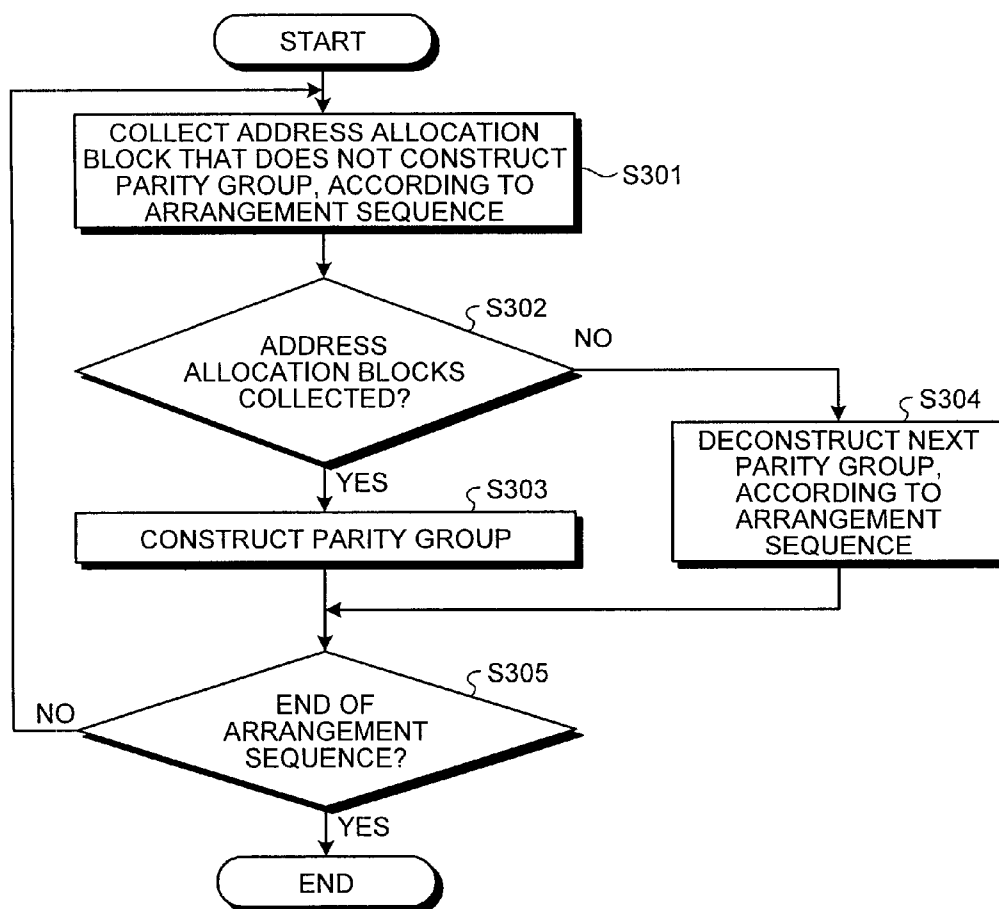 START
COLLECT ADDRESS ALLOCATION
BLOCK THAT DOES NOT CONSTRUCT
PARITY GROUP, ACCORDING TO
ARRANGEMENT SEQUENCE
S301
S302
ADDRESS
ALLOCATION BLOCKS
COLLECTED?
NO
YES
S304
DECONSTRUCT NEXT
PARITY GROUP,
ACCORDING TO
ARRANGEMENT
SEQUENCE
S303
CONSTRUCT PARITY GROUP
S305
END OF
ARRANGEMENT
SEQUENCE?
NO
YES
END